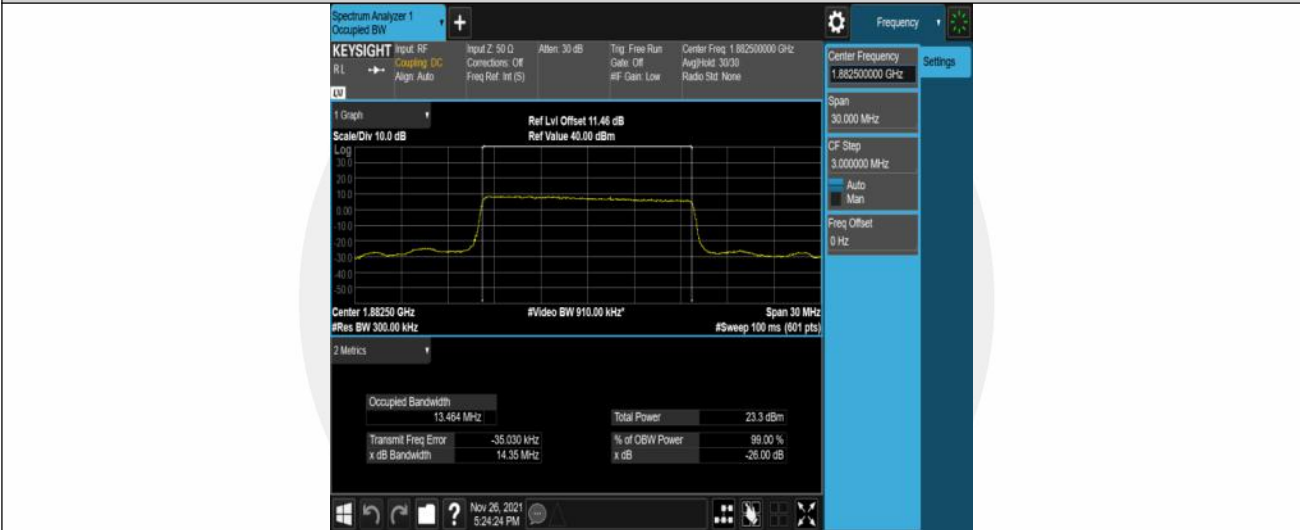 Spectrum Analyzer 1
Occupied BW
Frequency
KEYSIGHT
RL
Input: RF
Coupling: DC
Align: Auto
Input Z: 50 Ω
Corrections: Off
Freq Ref: Int (S)
Atten: 30 dB
Trig: Free Run
Gate: Off
#IF Gain: Low
Center Freq: 1.882500000 GHz
Avg|Hold: 30/30
Radio Std: None
1 Graph
Ref Lvl Offset 11.46 dB
Scale/Div 10.0 dB
Ref Value 40.00 dBm
Log
30.0
20.0
10.0
0.00
-10.0
-20.0
-30.0
-40.0
-50.0
Center 1.88250 GHz
#Video BW 910.00 kHz*
Span 30 MHz
#Res BW 300.00 kHz
#Sweep 100 ms (601 pts)
2 Metrics
Occupied Bandwidth
13.464 MHz
Total Power 23.3 dBm
Transmit Freq Error -35.030 kHz
% of OBW Power 99.00 %
x dB Bandwidth 14.35 MHz
x dB -26.00 dB
Nov 26, 2021
5:24:24 PM
Center Frequency
1.882500000 GHz
Settings
Span
30.000 MHz
CF Step
3.000000 MHz
Auto
Man
Freq Offset
0 Hz